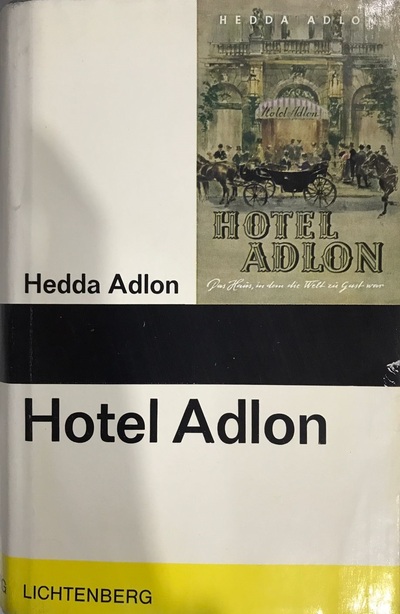 HEDDA ADLON
Hotel Adlon
HOTEL
ADLON
Das Haus, in dem die Welt zu Gast war
Hedda Adlon
Hotel Adlon
G
LICHTENBERG